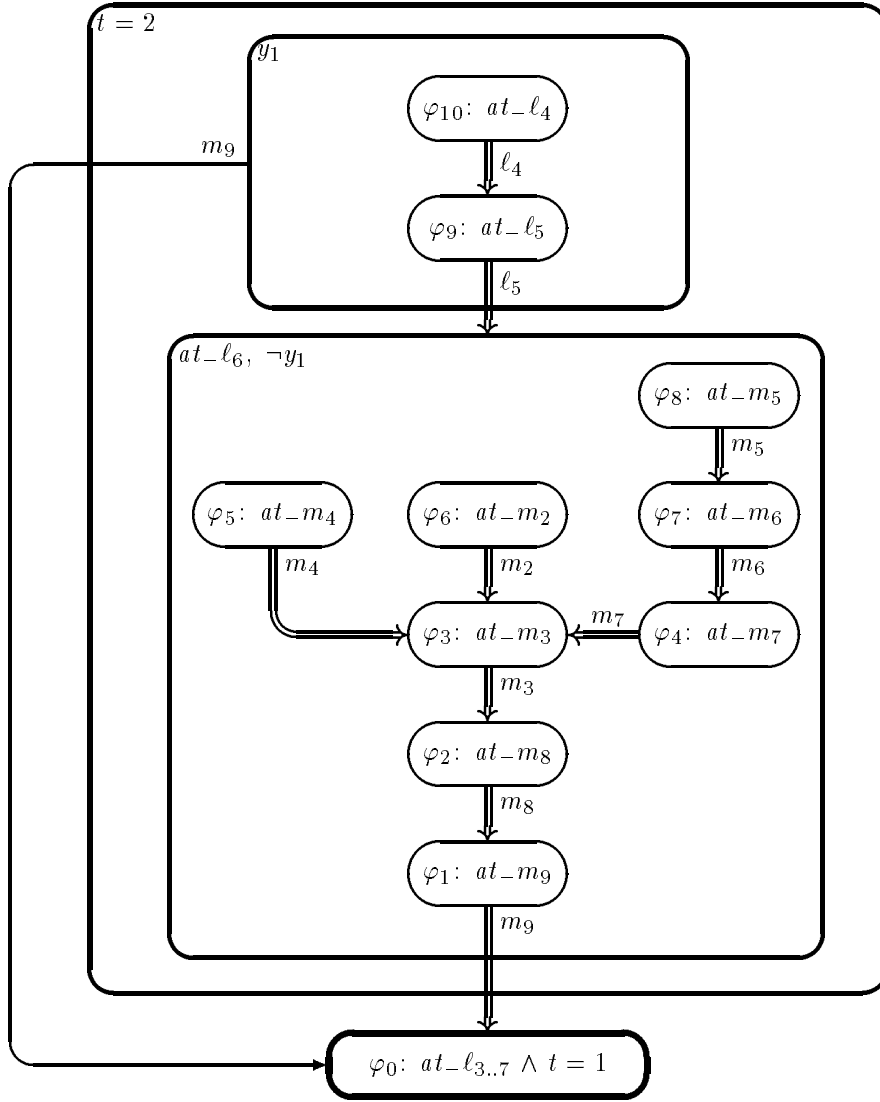 t = 2
y₁
φ₁₀: at_ℓ₄
m₉
ℓ₄
φ₉: at_ℓ₅
ℓ₅
at_ℓ₆, ¬y₁
φ₈: at_m₅
m₅
φ₅: at_m₄
φ₆: at_m₂
φ₇: at_m₆
m₄
m₂
m₆
φ₃: at_m₃
m₇
φ₄: at_m₇
m₃
φ₂: at_m₈
m₈
φ₁: at_m₉
m₉
φ₀: at_ℓ₃..₇ ∧ t = 1